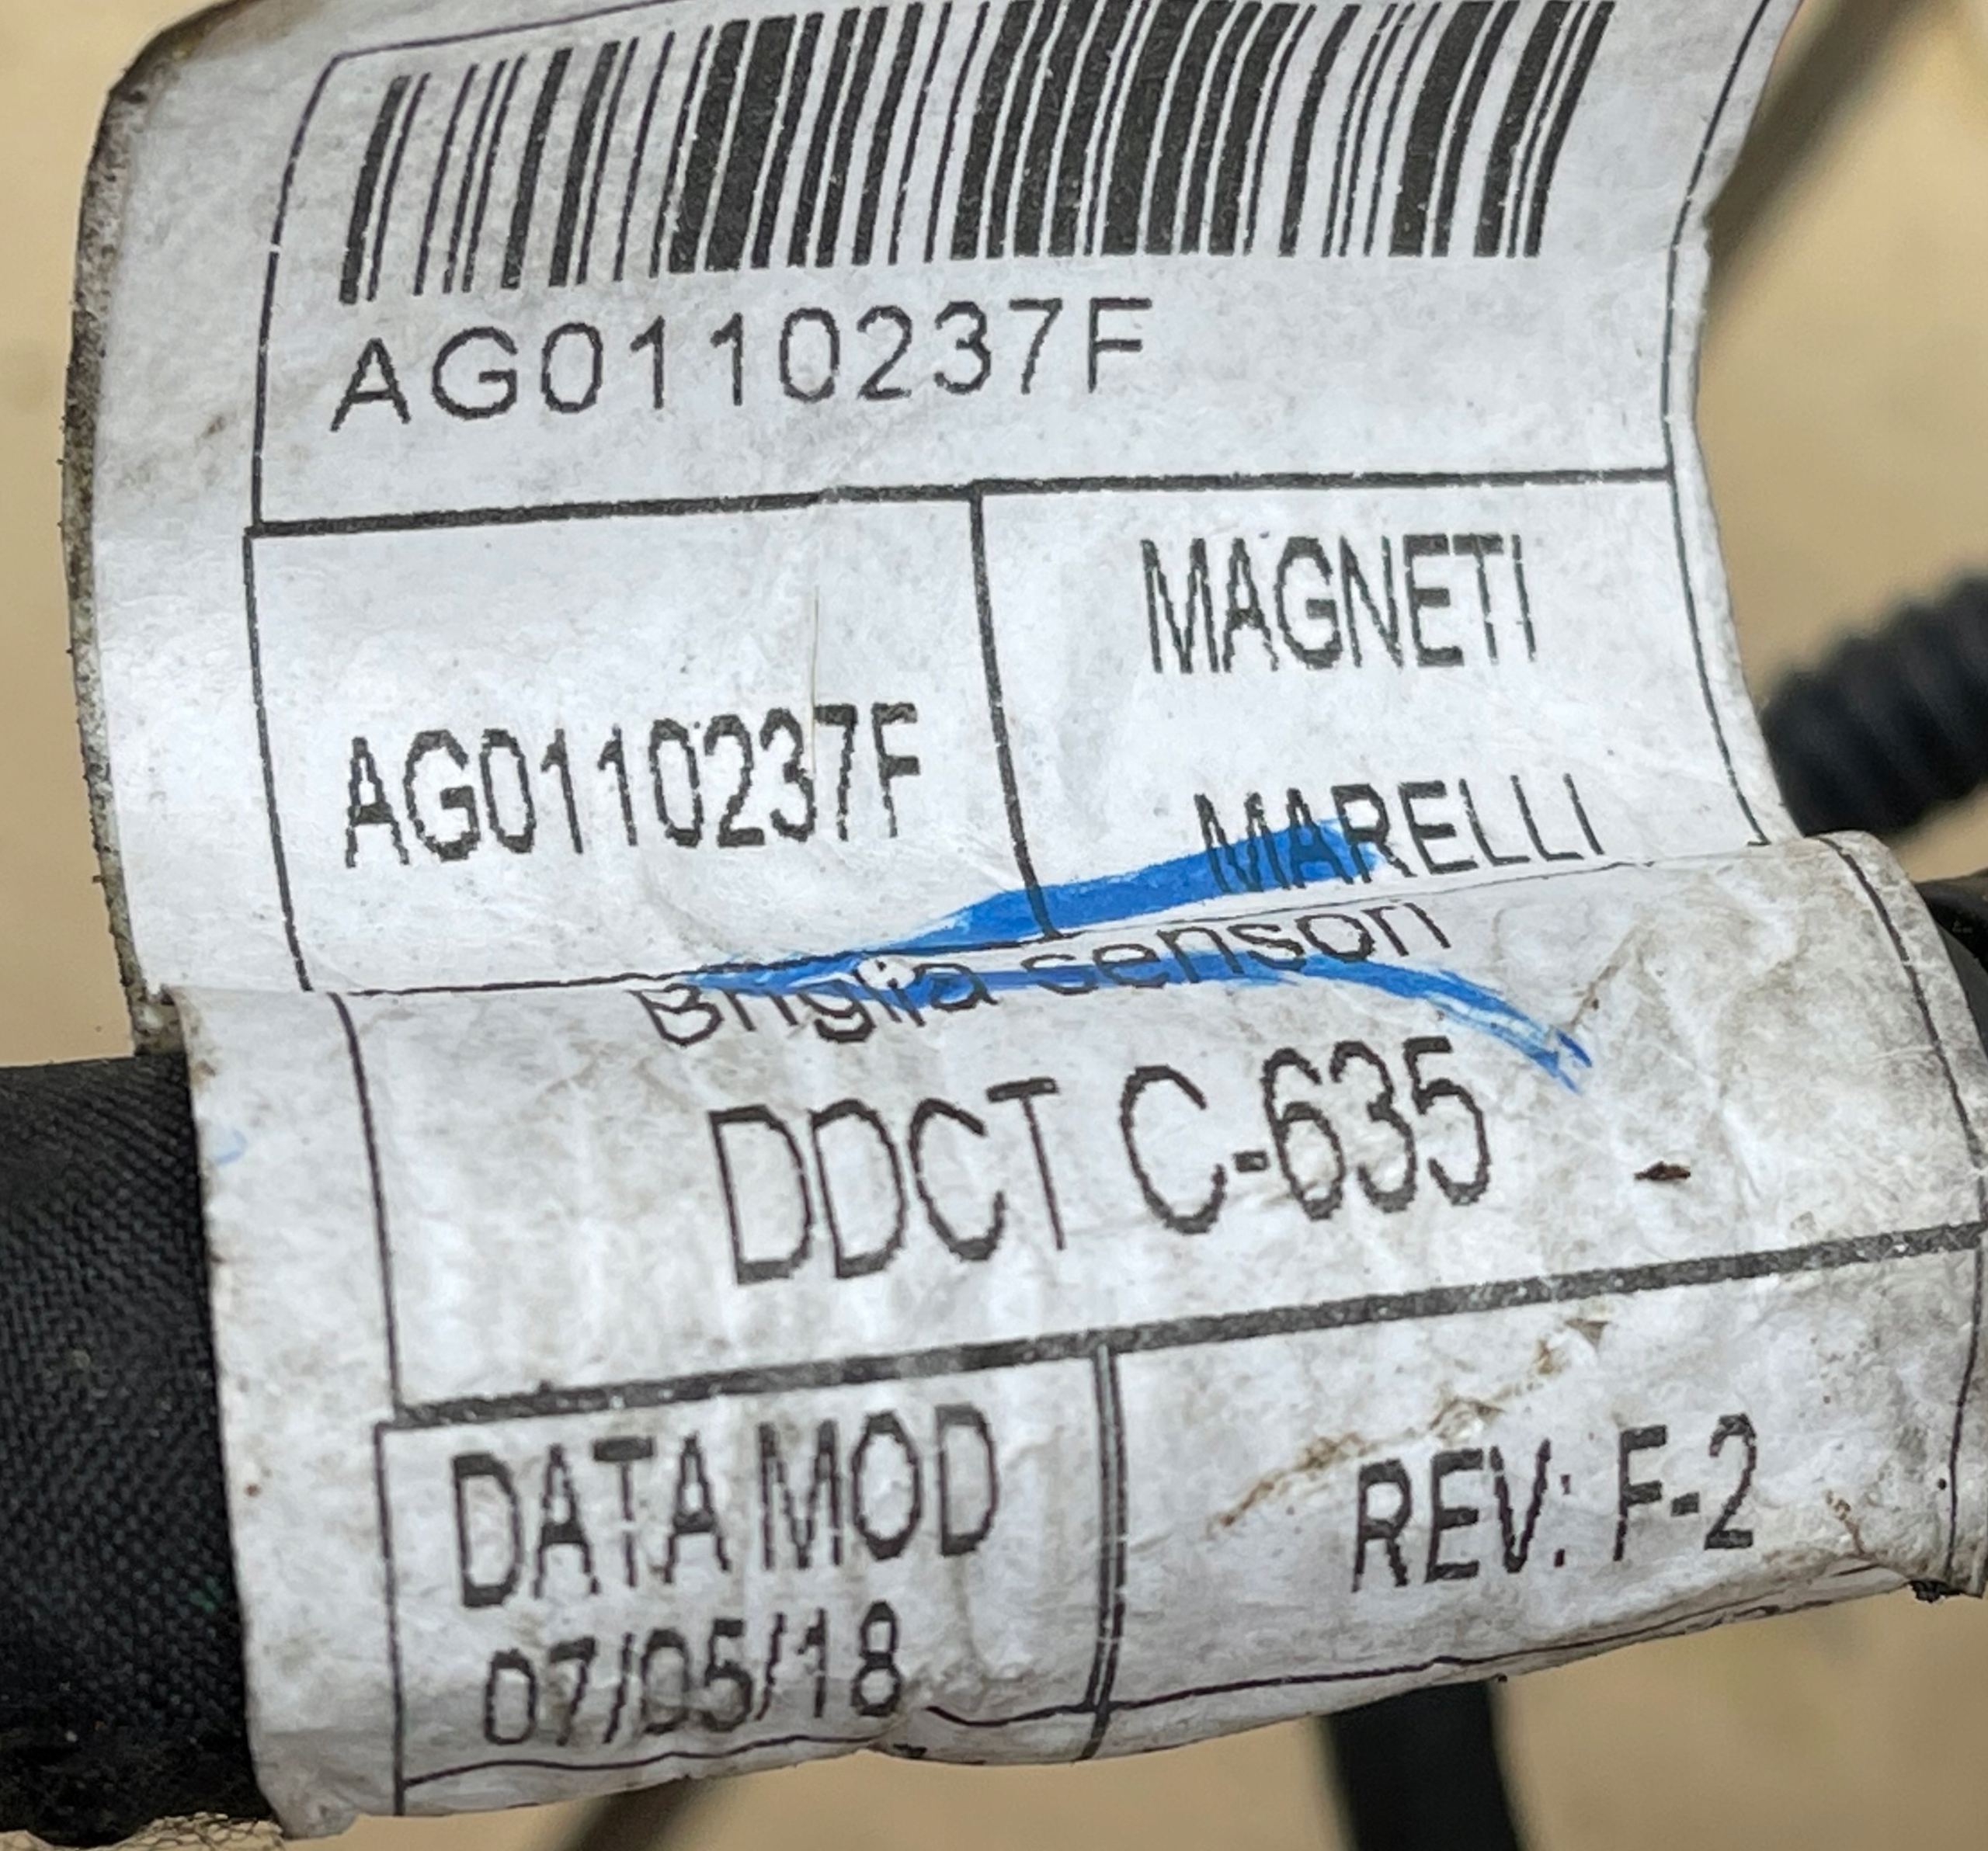 AG0110237F
AG0110237F
MAGNETI
MARELLI
Briglia sensori
DDCT C-635
DATA MOD
07/05/18
REV: F-2